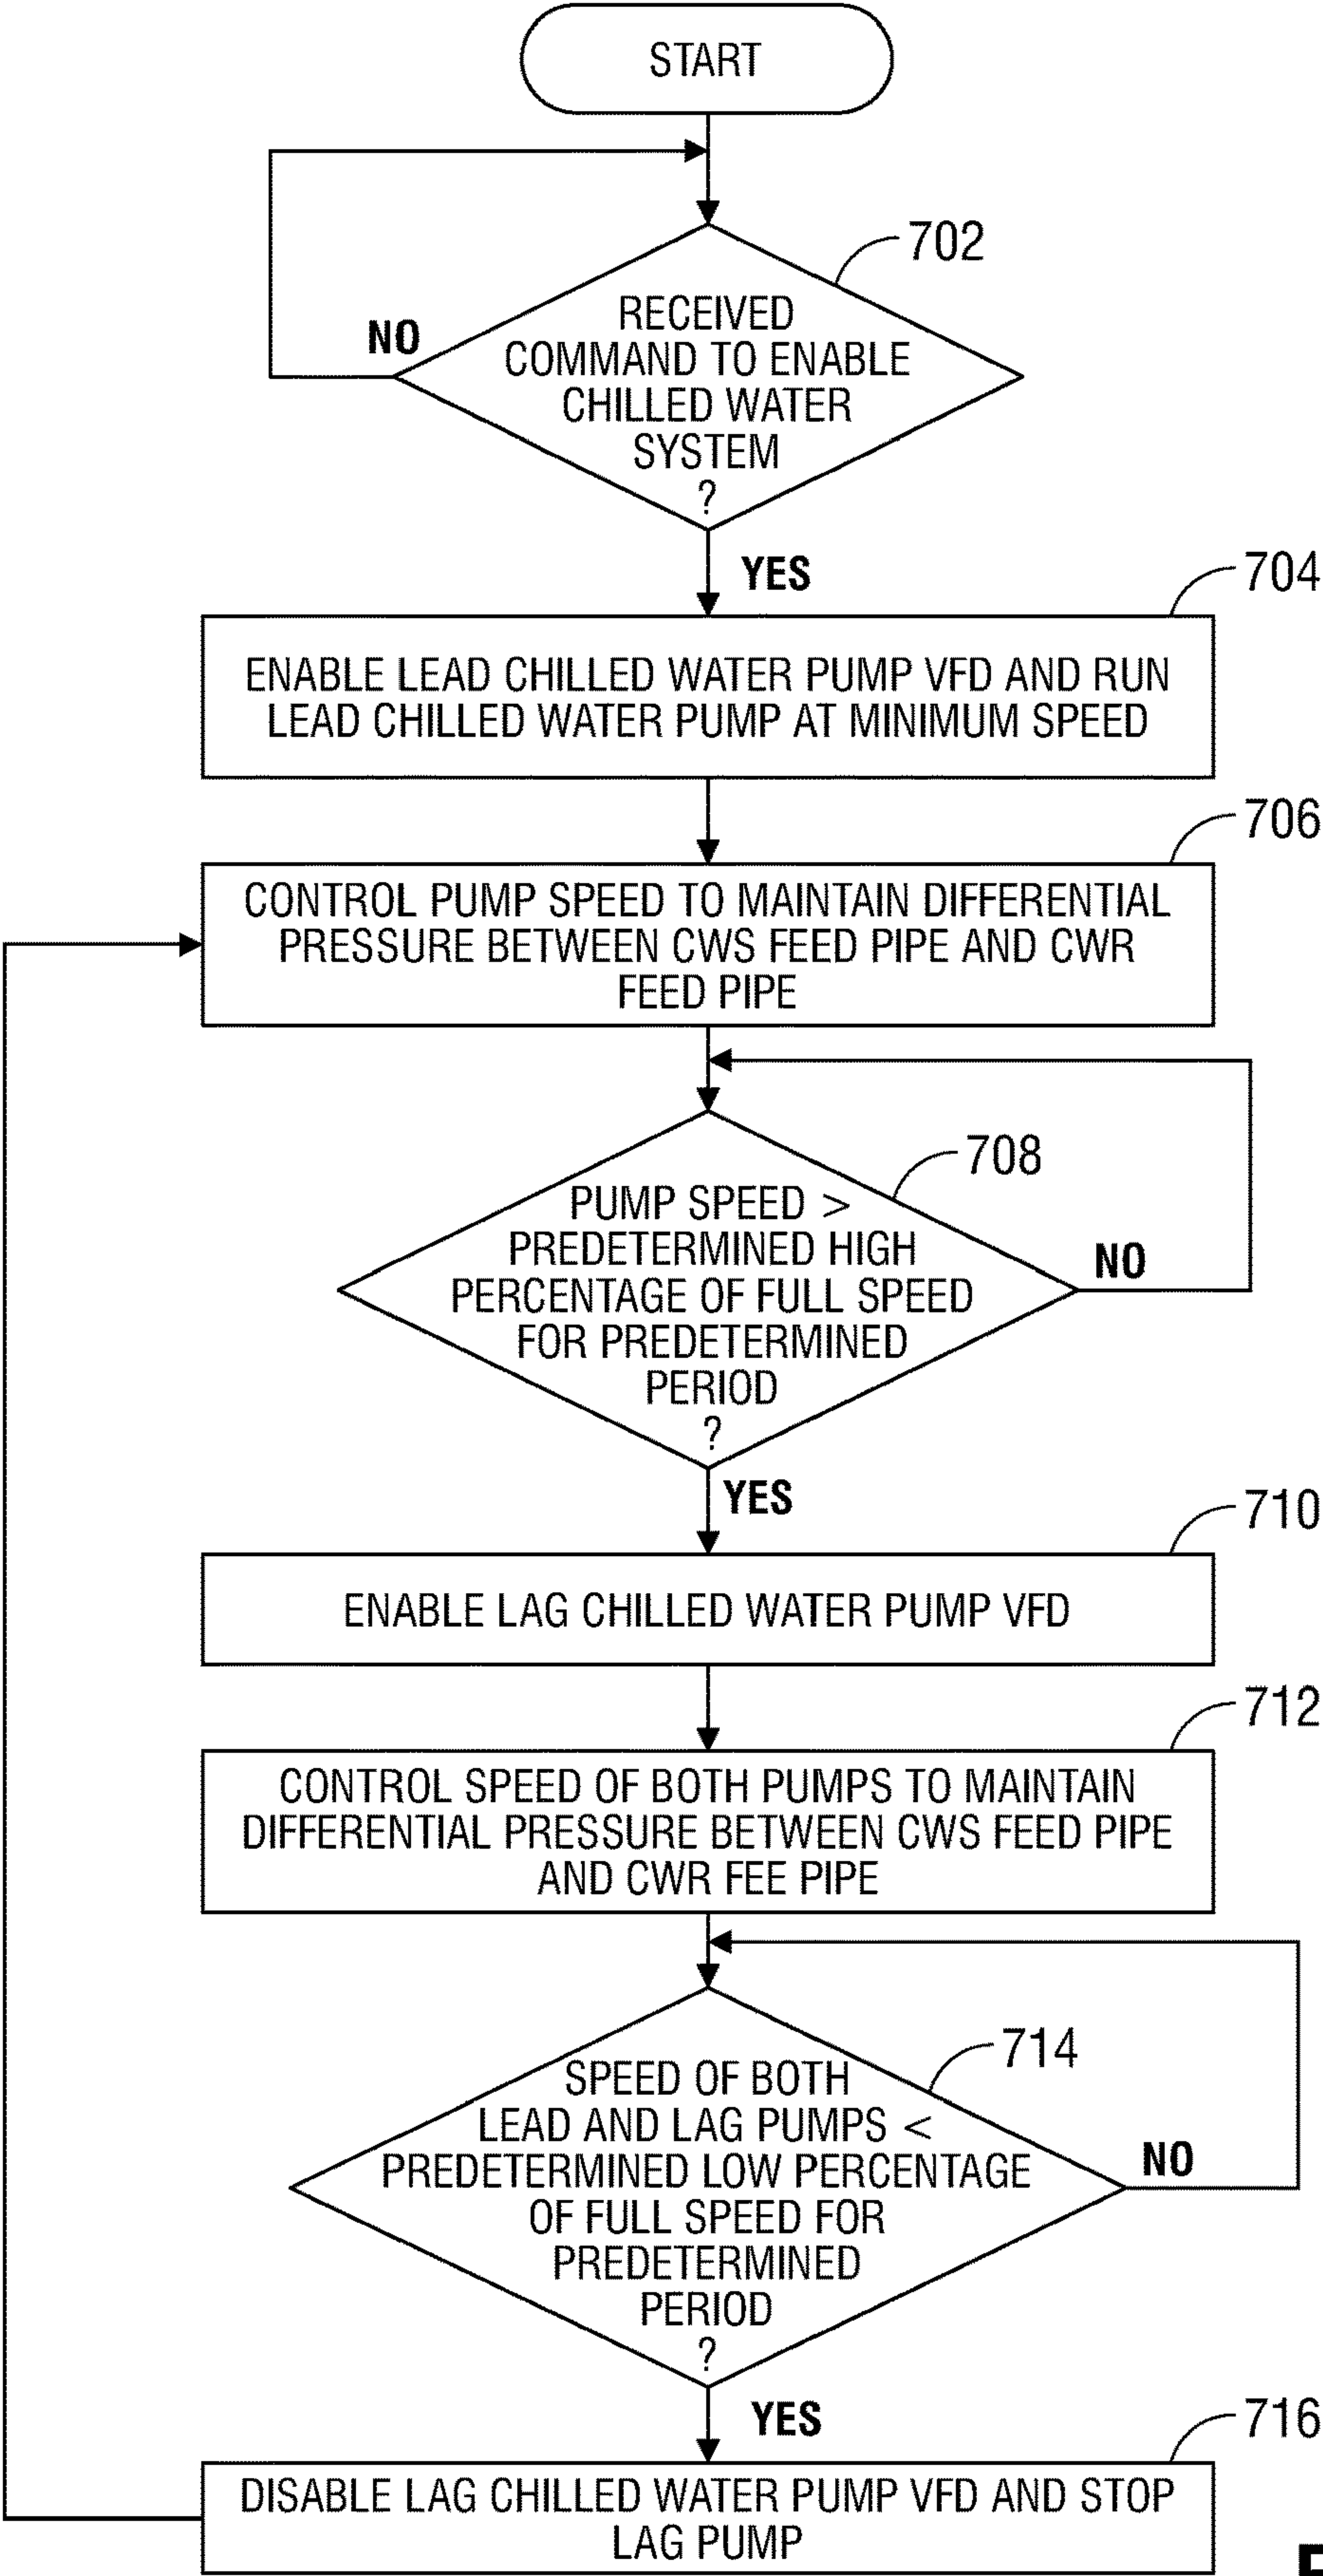 START
702
RECEIVED
COMMAND TO ENABLE
CHILLED WATER
SYSTEM
?
NO
YES
704
ENABLE LEAD CHILLED WATER PUMP VFD AND RUN
LEAD CHILLED WATER PUMP AT MINIMUM SPEED
706
CONTROL PUMP SPEED TO MAINTAIN DIFFERENTIAL
PRESSURE BETWEEN CWS FEED PIPE AND CWR
FEED PIPE
708
PUMP SPEED >
PREDETERMINED HIGH
PERCENTAGE OF FULL SPEED
FOR PREDETERMINED
PERIOD
?
NO
YES
710
ENABLE LAG CHILLED WATER PUMP VFD
712
CONTROL SPEED OF BOTH PUMPS TO MAINTAIN
DIFFERENTIAL PRESSURE BETWEEN CWS FEED PIPE
AND CWR FEE PIPE
714
SPEED OF BOTH
LEAD AND LAG PUMPS <
PREDETERMINED LOW PERCENTAGE
OF FULL SPEED FOR
PREDETERMINED
PERIOD
?
NO
YES
716
DISABLE LAG CHILLED WATER PUMP VFD AND STOP
LAG PUMP